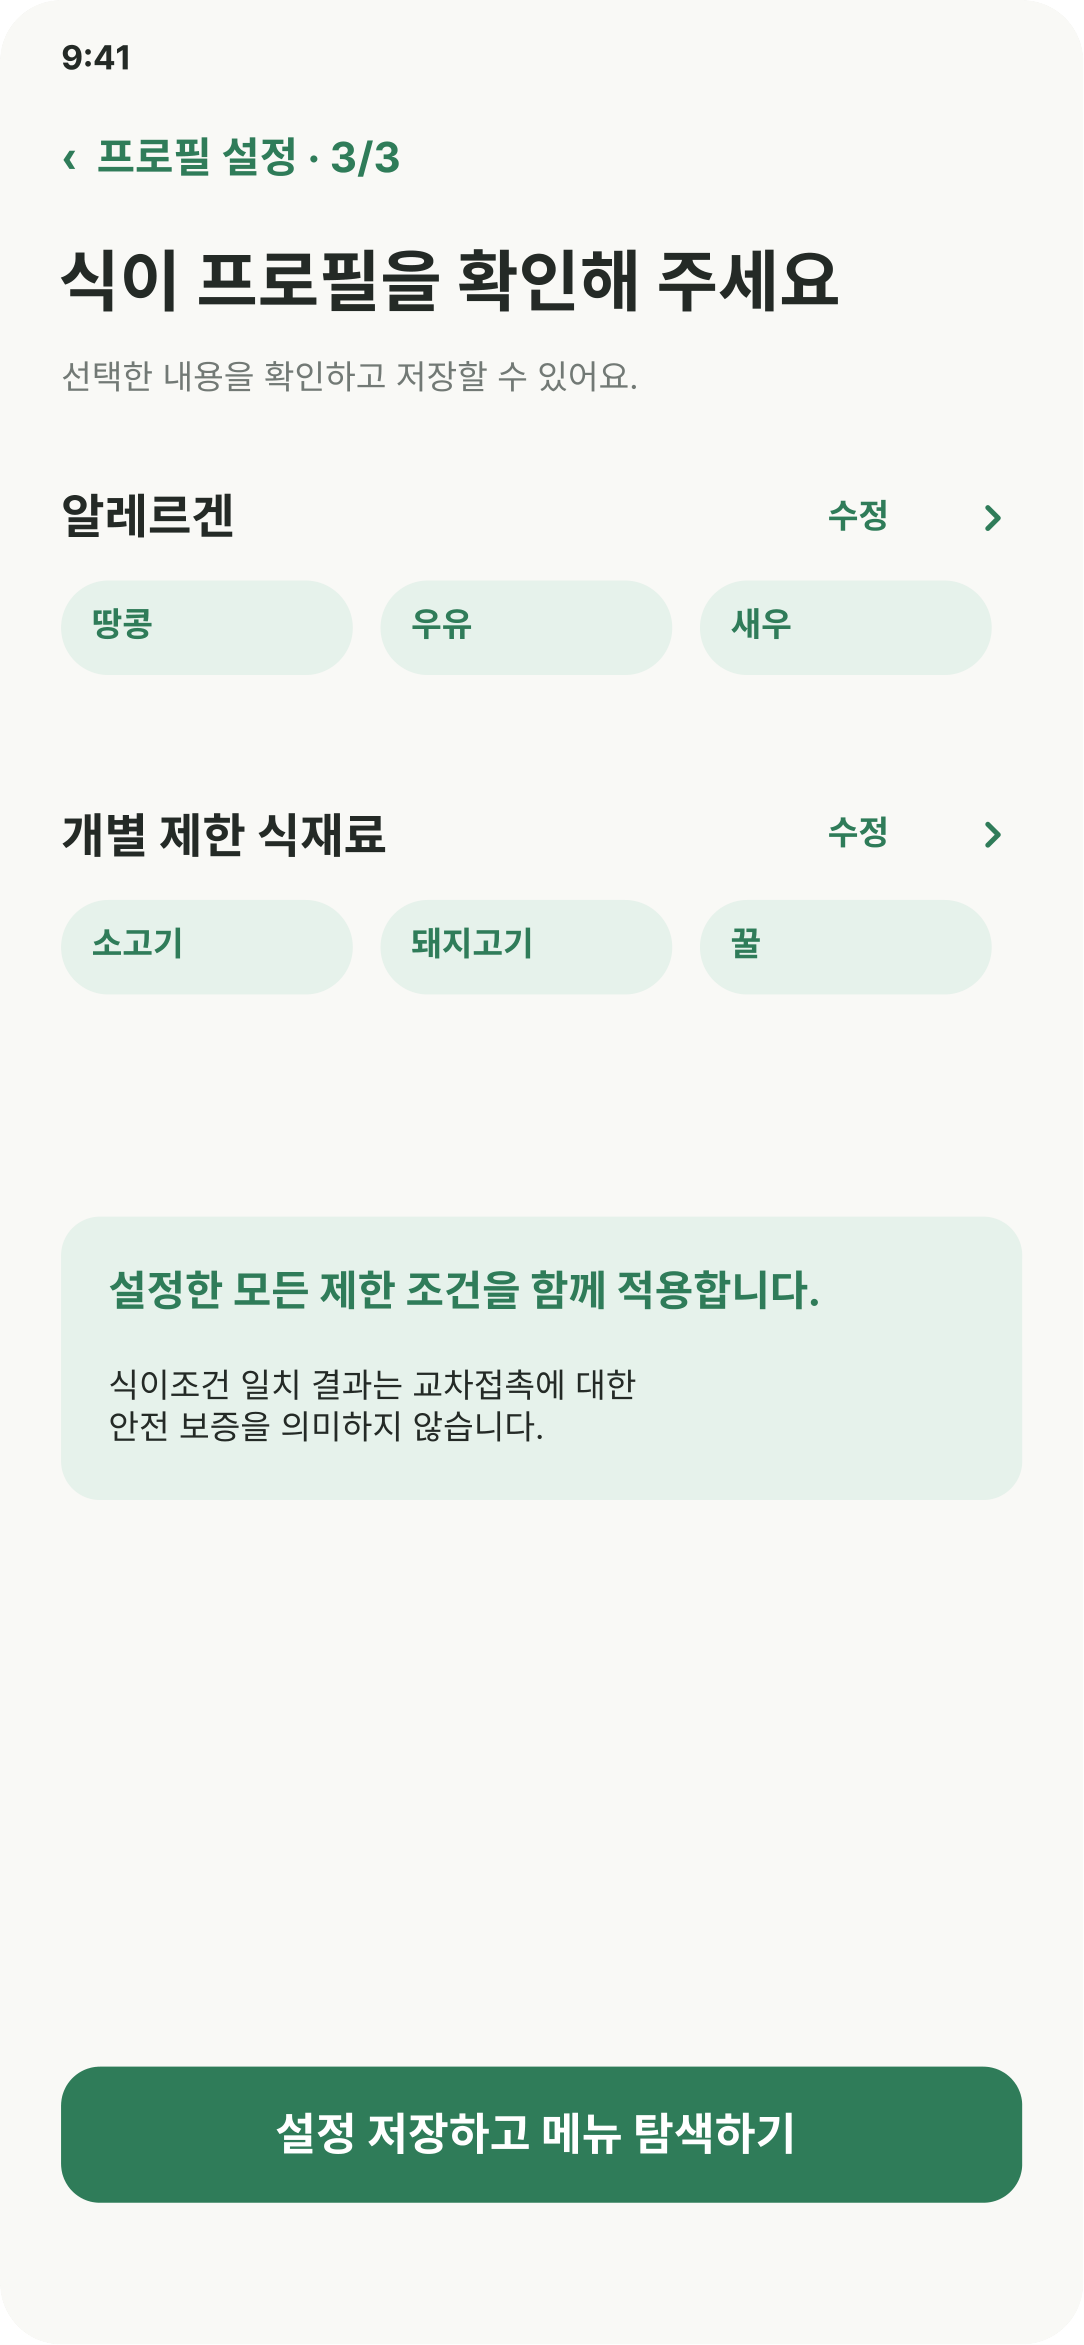 9:41
‹ 프로필 설정 · 3/3
식이 프로필을 확인해 주세요
선택한 내용을 확인하고 저장할 수 있어요.
알레르겐 수정 >
땅콩 우유 새우
개별 제한 식재료 수정 >
소고기 돼지고기 꿀
설정한 모든 제한 조건을 함께 적용합니다.
식이조건 일치 결과는 교차접촉에 대한
안전 보증을 의미하지 않습니다.
설정 저장하고 메뉴 탐색하기